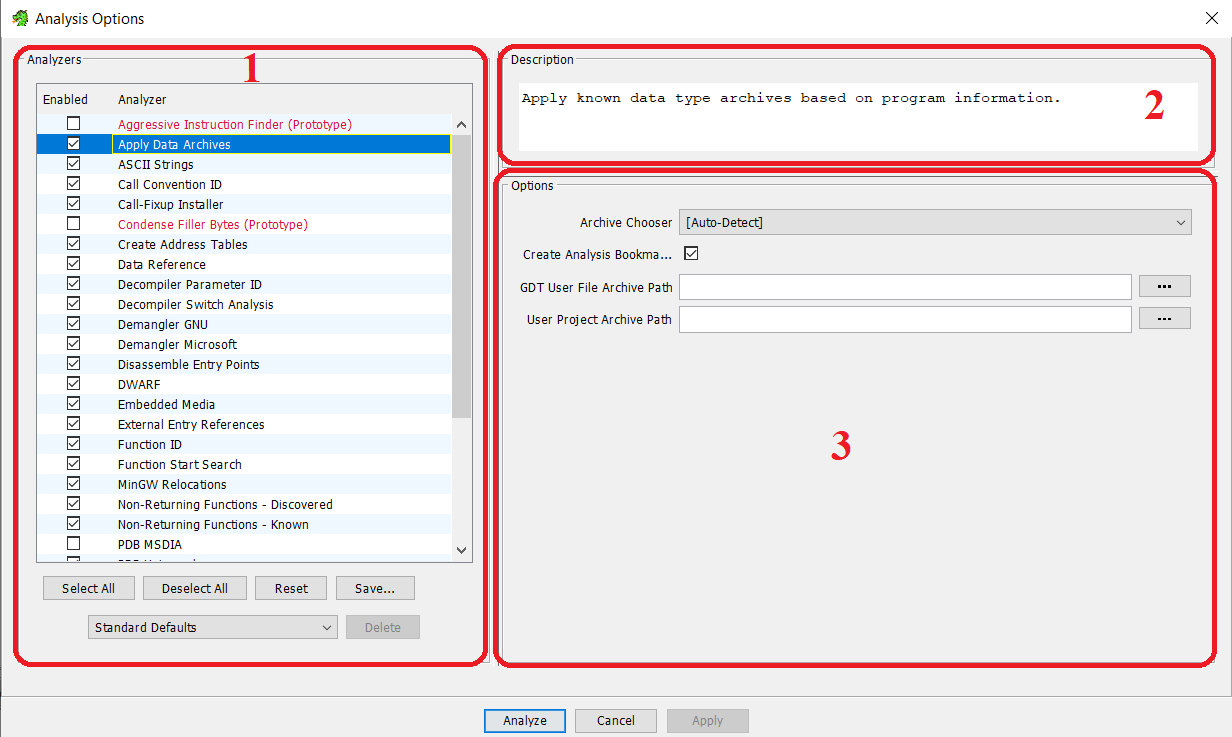 Analysis Options
Analyzers
1
Enabled Analyzer
Aggressive Instruction Finder (Prototype)
Apply Data Archives
ASCII Strings
Call Convention ID
Call-Fixup Installer
Condense Filler Bytes (Prototype)
Create Address Tables
Data Reference
Decompiler Parameter ID
Decompiler Switch Analysis
Demangler GNU
Demangler Microsoft
Disassemble Entry Points
DWARF
Embedded Media
External Entry References
Function ID
Function Start Search
MinGW Relocations
Non-Returning Functions - Discovered
Non-Returning Functions - Known
PDB MSDIA
Select All Deselect All Reset Save...
Standard Defaults Delete
Description
Apply known data type archives based on program information.
2
Options
Archive Chooser [Auto-Detect]
Create Analysis Bookma...
GDT User File Archive Path ...
User Project Archive Path ...
3
Analyze Cancel Apply